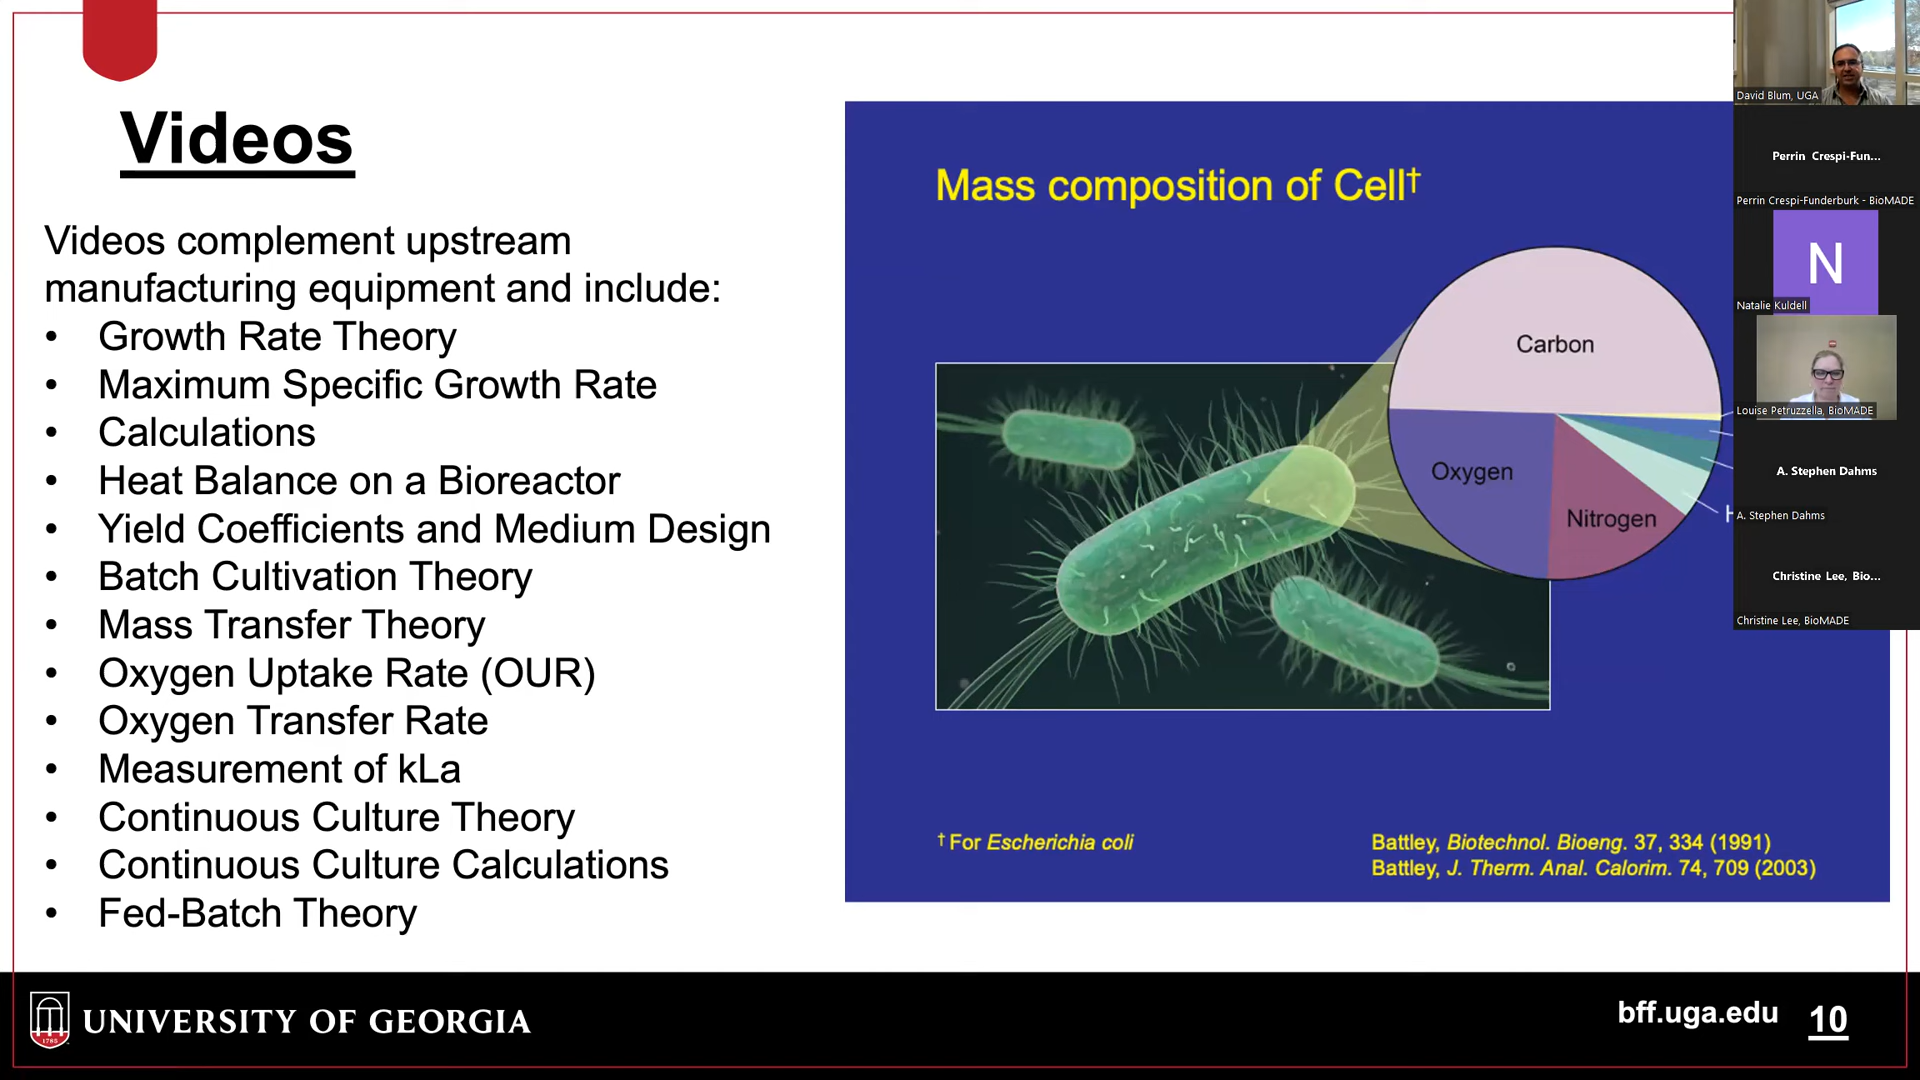 Videos
Videos complement upstream
manufacturing equipment and include:
• Growth Rate Theory
• Maximum Specific Growth Rate
• Calculations
• Heat Balance on a Bioreactor
• Yield Coefficients and Medium Design
• Batch Cultivation Theory
• Mass Transfer Theory
• Oxygen Uptake Rate (OUR)
• Oxygen Transfer Rate
• Measurement of kLa
• Continuous Culture Theory
• Continuous Culture Calculations
• Fed-Batch Theory
Mass composition of Cell†
Carbon
Oxygen
Nitrogen
H
† For Escherichia coli
Battley, Biotechnol. Bioeng. 37, 334 (1991)
Battley, J. Therm. Anal. Calorim. 74, 709 (2003)
David Blum, UGA
Perrin Crespi-Fun...
Perrin Crespi-Funderburk - BioMADE
N
Natalie Kuldell
Louise Petruzzella, BioMADE
A. Stephen Dahms
A. Stephen Dahms
Christine Lee, Bio...
Christine Lee, BioMADE
1785
UNIVERSITY OF GEORGIA
bff.uga.edu
10